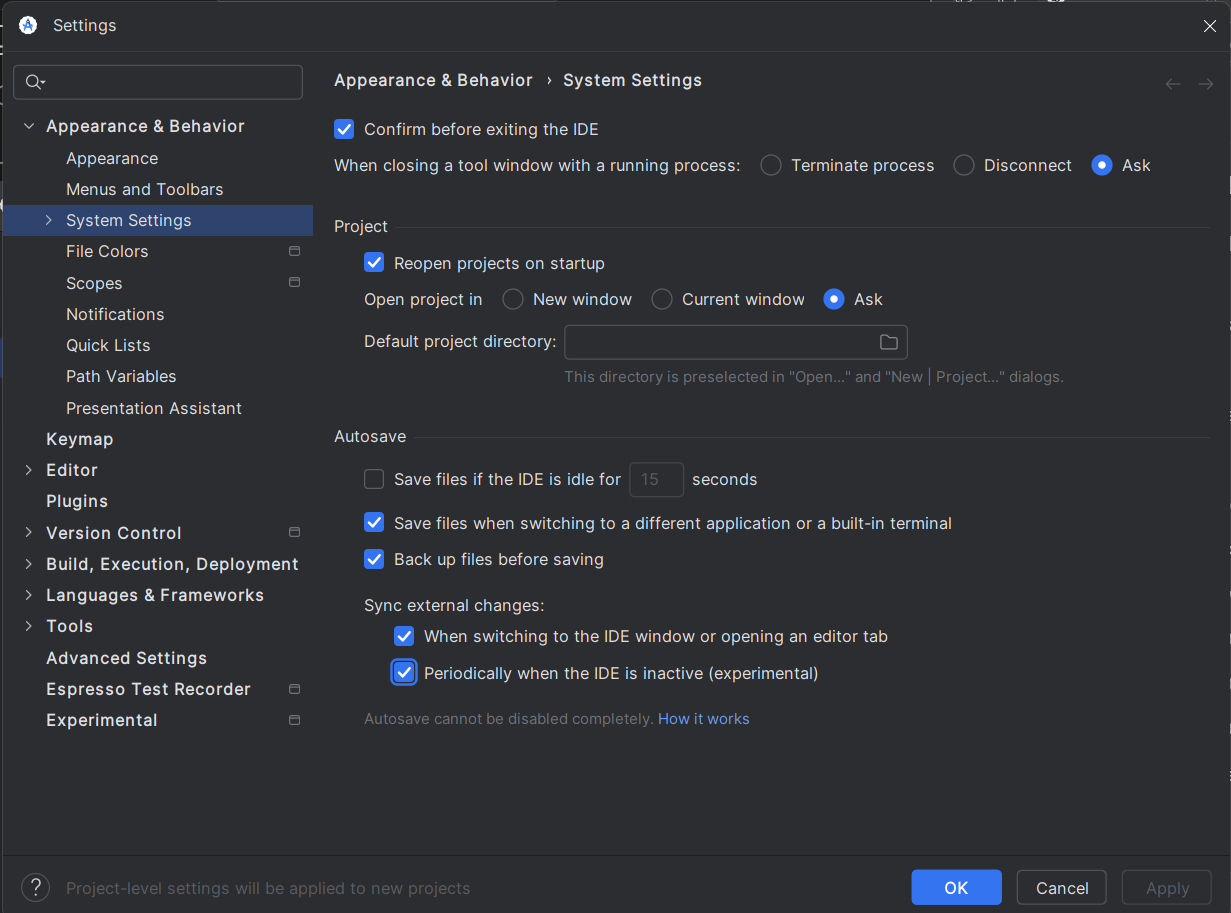 Settings
Appearance & Behavior
Appearance
Menus and Toolbars
System Settings
File Colors
Scopes
Notifications
Quick Lists
Path Variables
Presentation Assistant
Keymap
Editor
Plugins
Version Control
Build, Execution, Deployment
Languages & Frameworks
Tools
Advanced Settings
Espresso Test Recorder
Experimental
Appearance & Behavior › System Settings
Confirm before exiting the IDE
When closing a tool window with a running process: Terminate process Disconnect Ask
Project
Reopen projects on startup
Open project in New window Current window Ask
Default project directory:
This directory is preselected in "Open..." and "New | Project..." dialogs.
Autosave
Save files if the IDE is idle for 15 seconds
Save files when switching to a different application or a built-in terminal
Back up files before saving
Sync external changes:
When switching to the IDE window or opening an editor tab
Periodically when the IDE is inactive (experimental)
Autosave cannot be disabled completely. How it works
? Project-level settings will be applied to new projects
OK Cancel Apply